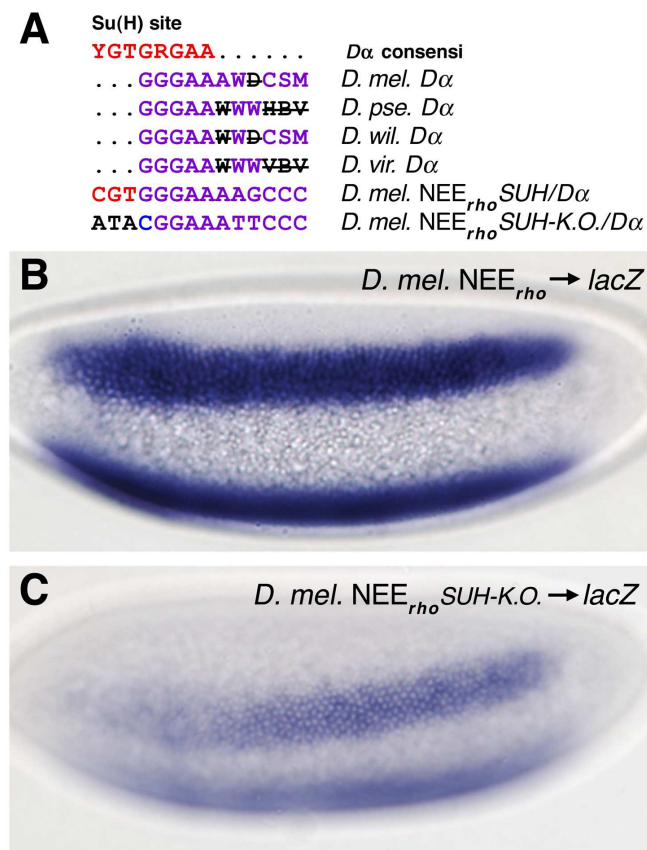 A
Su(H) site
YGTGRGAA...... Dα consensi
...GGGAAAWDCSM D. mel. Dα
...GGGAAWWWHBV D. pse. Dα
...GGGAAWWDCSM D. wil. Dα
...GGGAAWWWVBV D. vir. Dα
CGTGGGAAAAGCCC D. mel. NEErhoSUH/Dα
ATACGGAAATTCCC D. mel. NEErhoSUH-K.O./Dα
B D. mel. NEErho → lacZ
C D. mel. NEErhoSUH-K.O. → lacZ